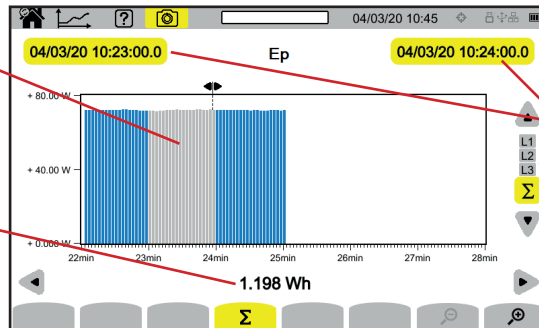 ? 04/03/20 10:45
04/03/20 10:23:00.0 Ep 04/03/20 10:24:00.0
+ 80.00 W
+ 40.00 W
+ 0.000 W
22min 23min 24min 25min 26min 27min 28min
L1
L2
L3
Σ
1.198 Wh
Σ